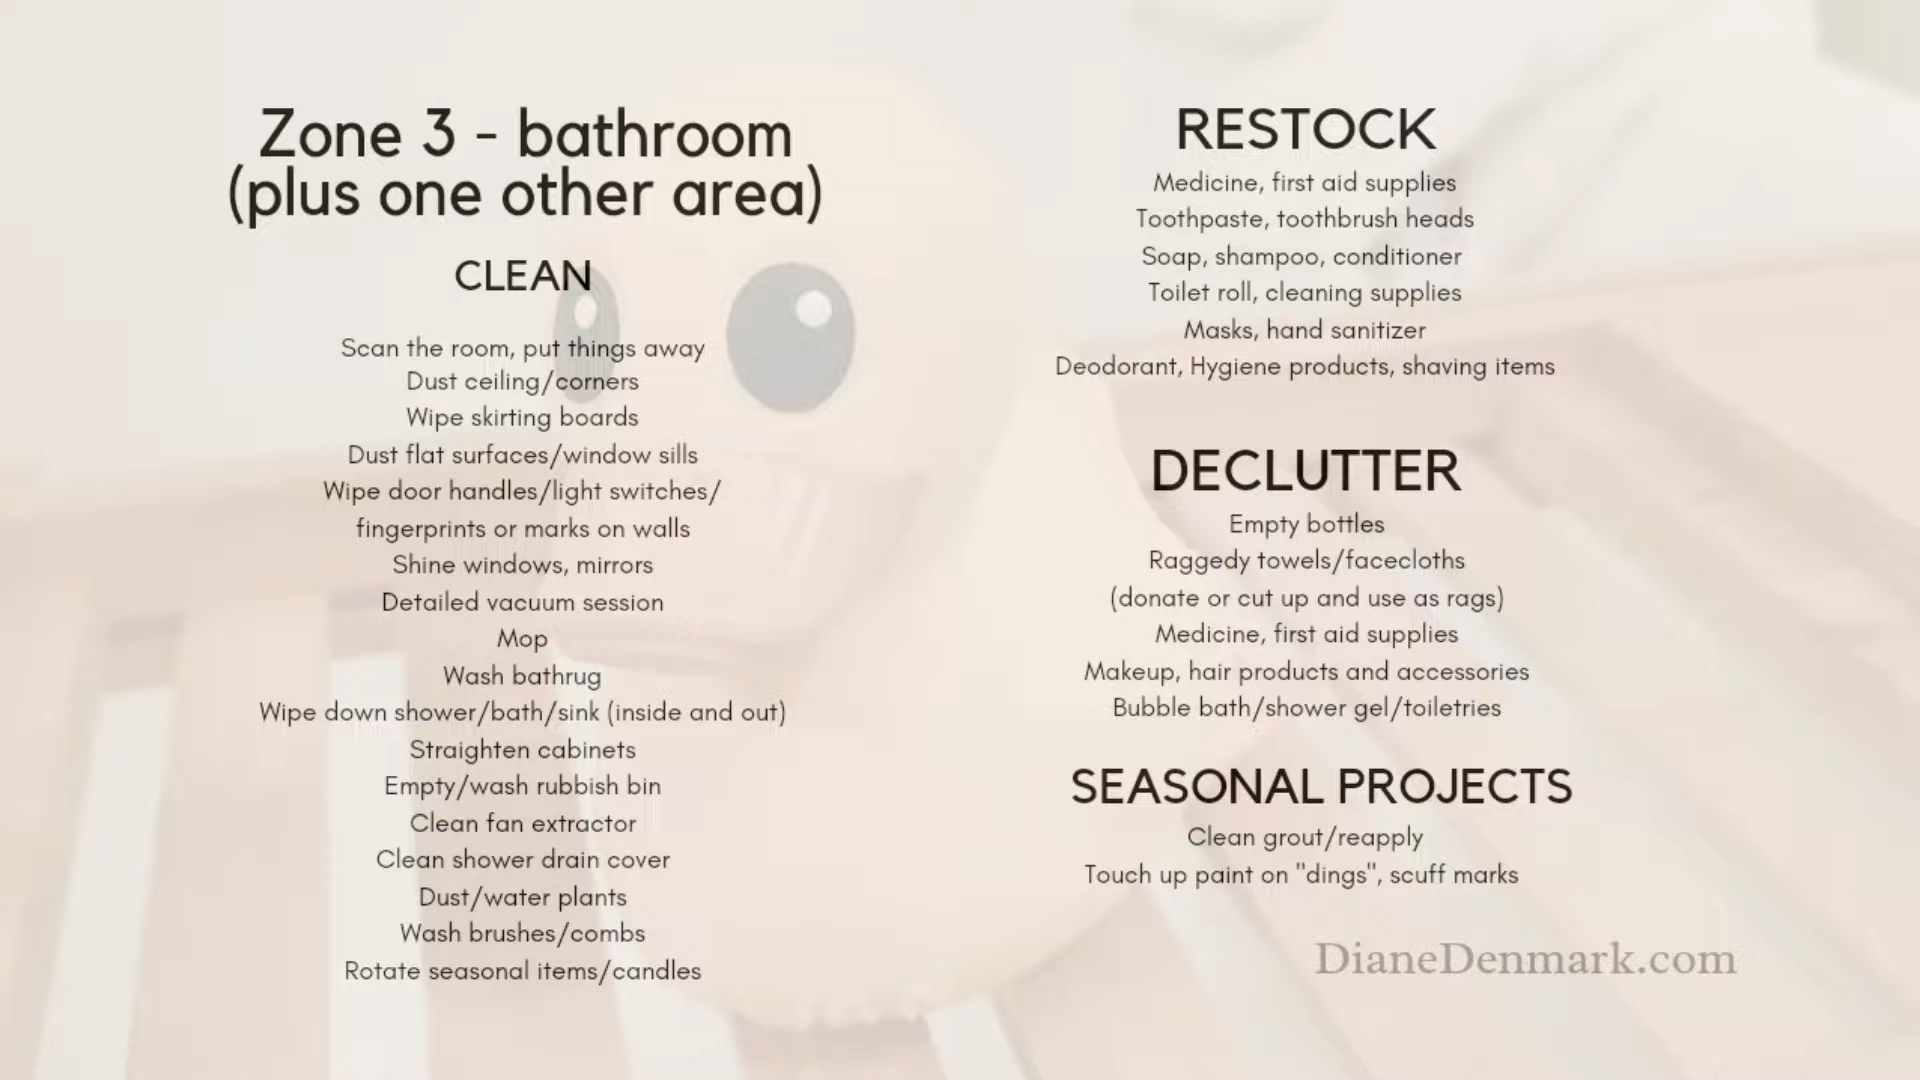 Zone 3 - bathroom
(plus one other area)
CLEAN
Scan the room, put things away
Dust ceiling/corners
Wipe skirting boards
Dust flat surfaces/window sills
Wipe door handles/light switches/
fingerprints or marks on walls
Shine windows, mirrors
Detailed vacuum session
Mop
Wash bathrug
Wipe down shower/bath/sink (inside and out)
Straighten cabinets
Empty/wash rubbish bin
Clean fan extractor
Clean shower drain cover
Dust/water plants
Wash brushes/combs
Rotate seasonal items/candles
RESTOCK
Medicine, first aid supplies
Toothpaste, toothbrush heads
Soap, shampoo, conditioner
Toilet roll, cleaning supplies
Masks, hand sanitizer
Deodorant, Hygiene products, shaving items
DECLUTTER
Empty bottles
Raggedy towels/facecloths
(donate or cut up and use as rags)
Medicine, first aid supplies
Makeup, hair products and accessories
Bubble bath/shower gel/toiletries
SEASONAL PROJECTS
Clean grout/reapply
Touch up paint on "dings", scuff marks
DianeDenmark.com